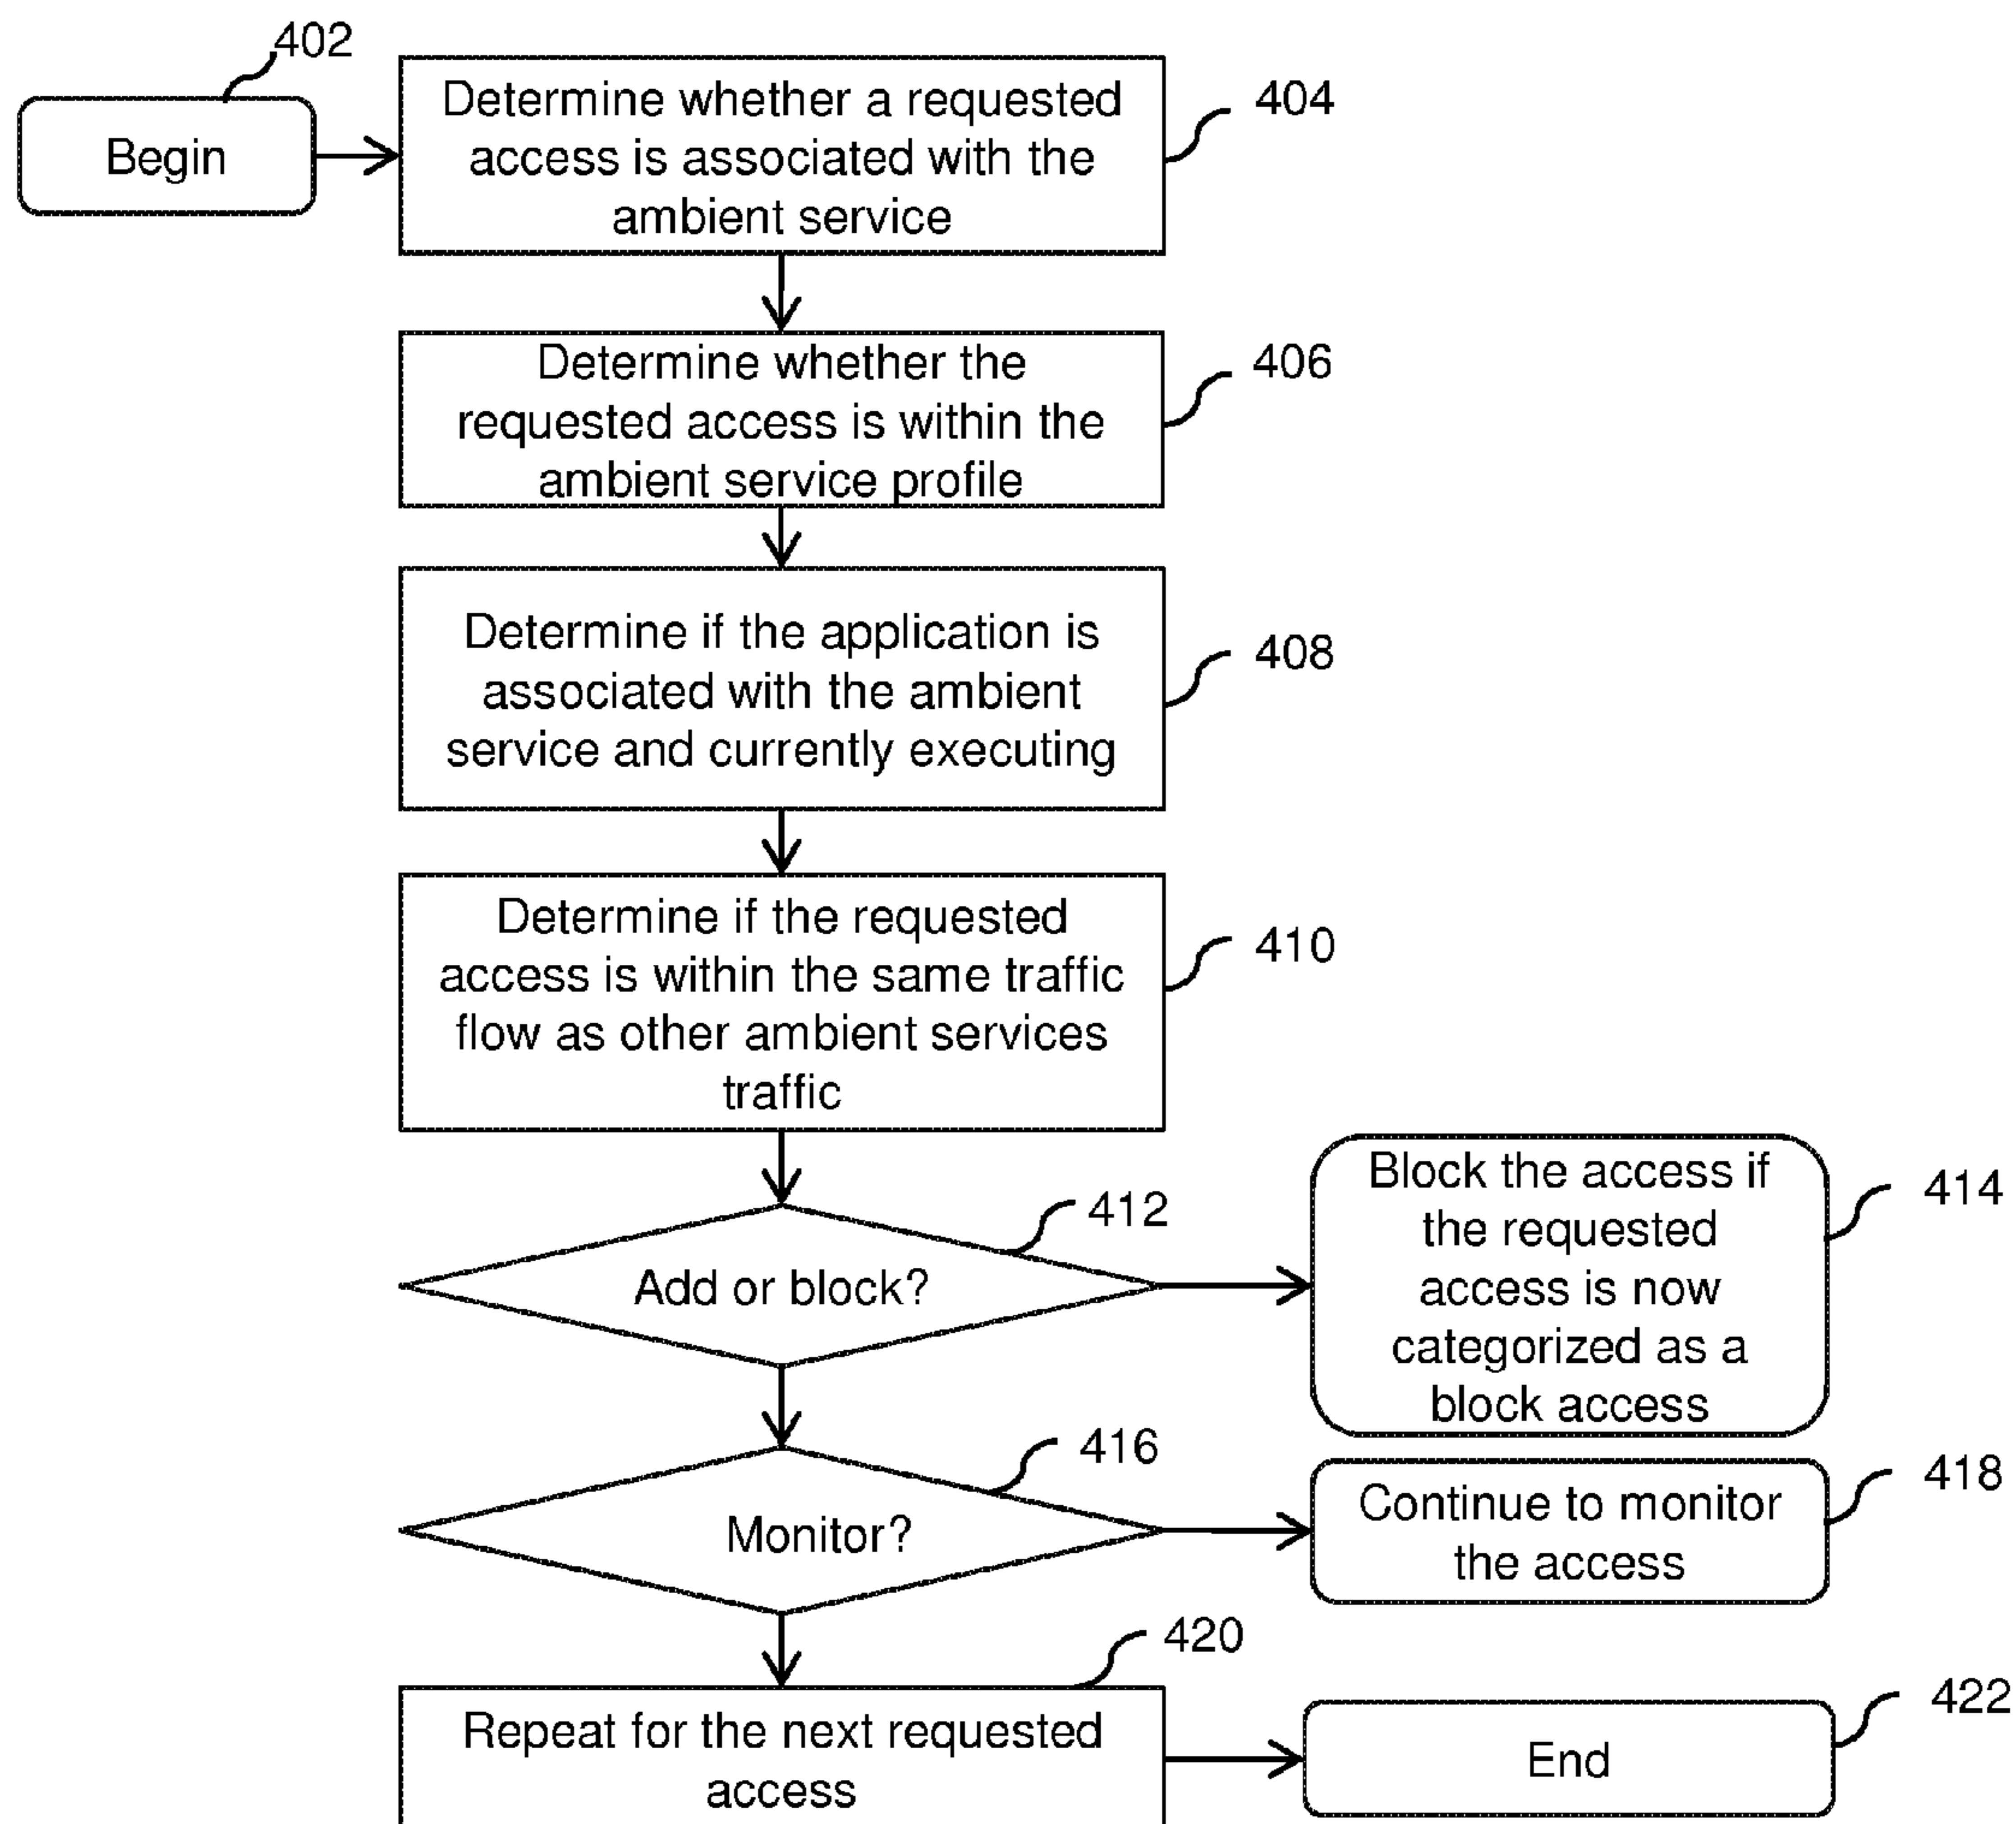 402
Begin
Determine whether a requested
access is associated with the
ambient service
404
Determine whether the
requested access is within the
ambient service profile
406
Determine if the application is
associated with the ambient
service and currently executing
408
Determine if the requested
access is within the same traffic
flow as other ambient services
traffic
410
Add or block?
412
Block the access if
the requested
access is now
categorized as a
block access
414
Monitor?
416
Continue to monitor
the access
418
Repeat for the next requested
access
420
End
422